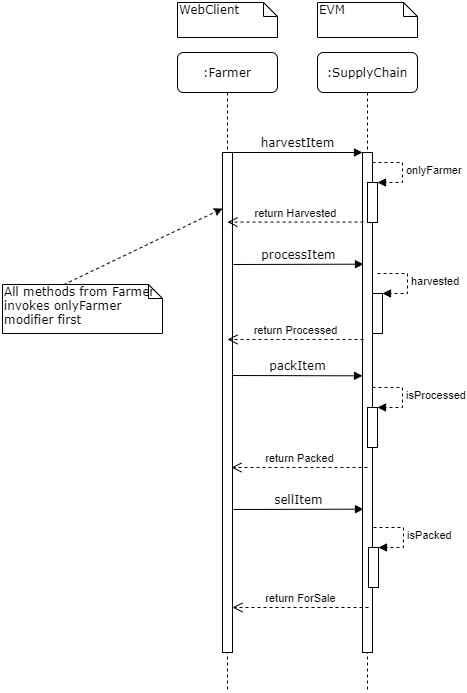 WebClient
EVM
:Farmer
:SupplyChain
harvestItem
onlyFarmer
return Harvested
processItem
harvested
All methods from Farmer
invokes onlyFarmer
modifier first
return Processed
packItem
isProcessed
return Packed
sellItem
isPacked
return ForSale